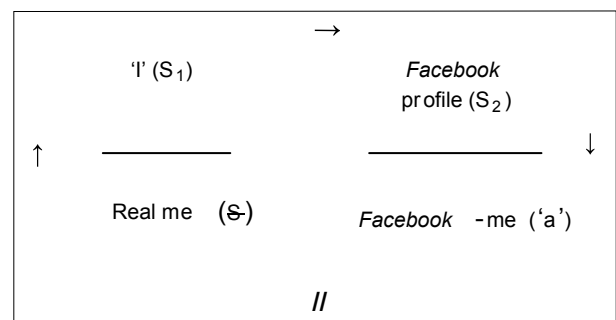 →
‘I’ (S₁) Facebook
profile (S₂)
↑ ↓
Real me (S̶) Facebook -me (‘a’)
//